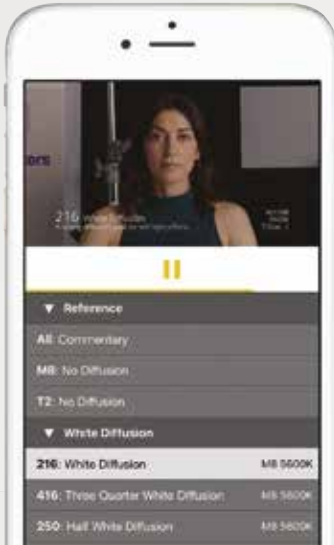 ors
216 White Diffusion
Reference
All: Commentary
M8: No Diffusion
T2: No Diffusion
White Diffusion
216: White Diffusion M8 5600K
416: Three Quarter White Diffusion M8 5600K
250: Half White Diffusion M8 5600K